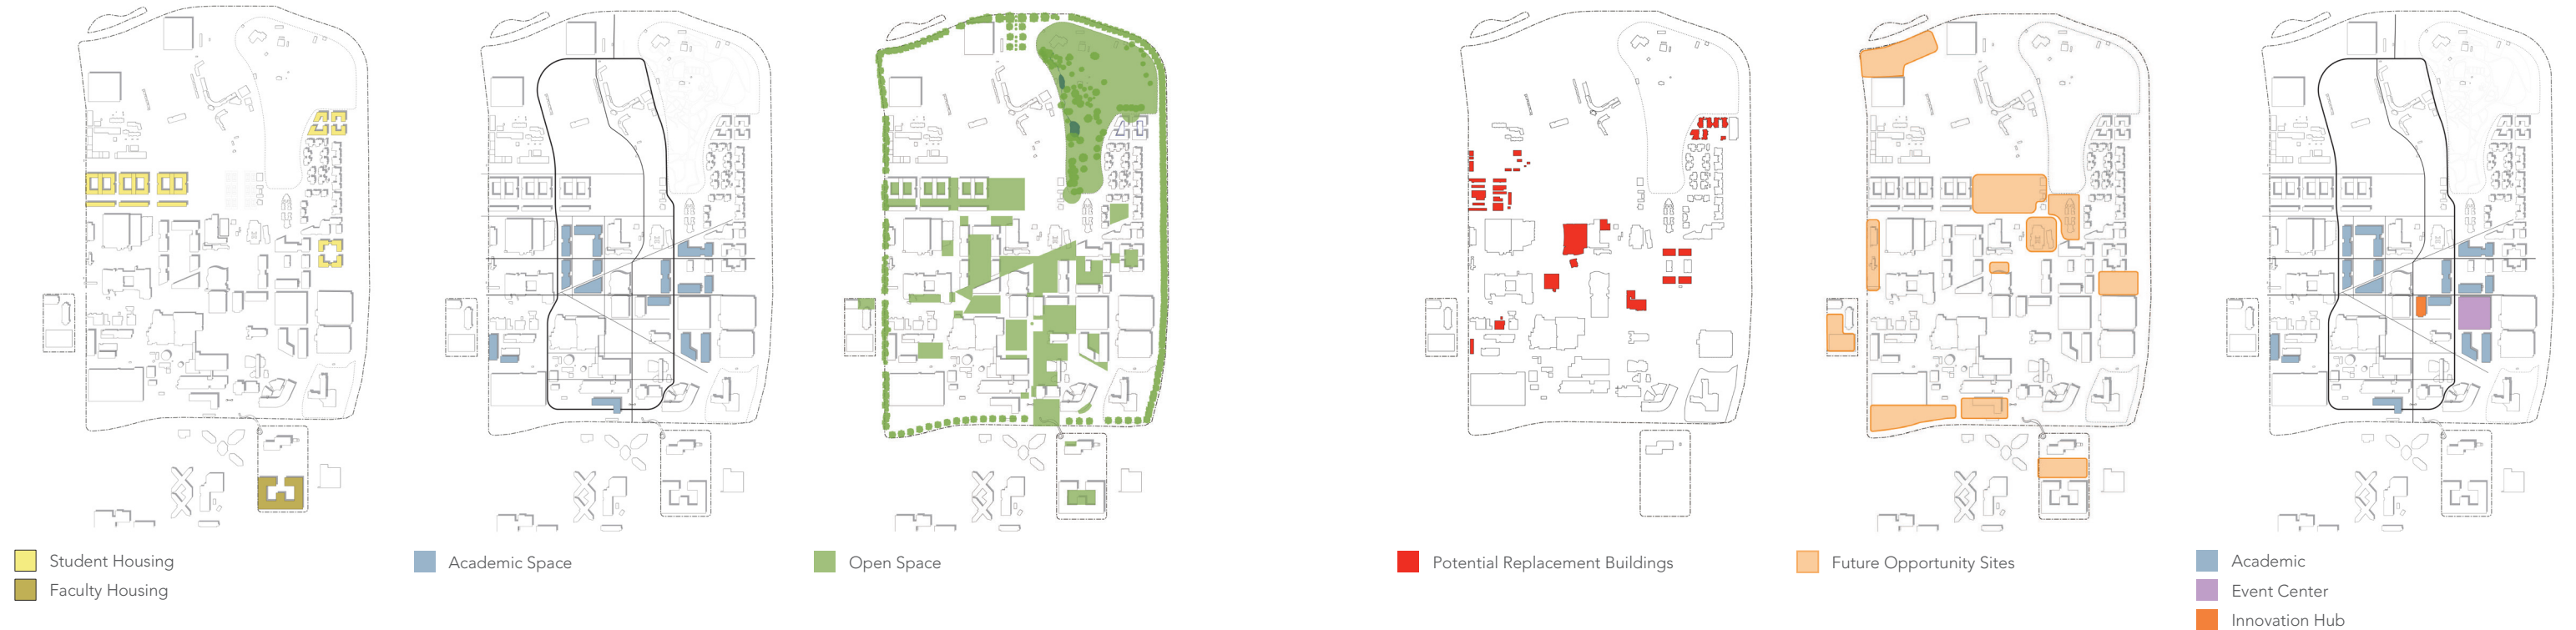 Student Housing
Faculty Housing
Academic Space
Open Space
Potential Replacement Buildings
Future Opportunity Sites
Academic
Event Center
Innovation Hub